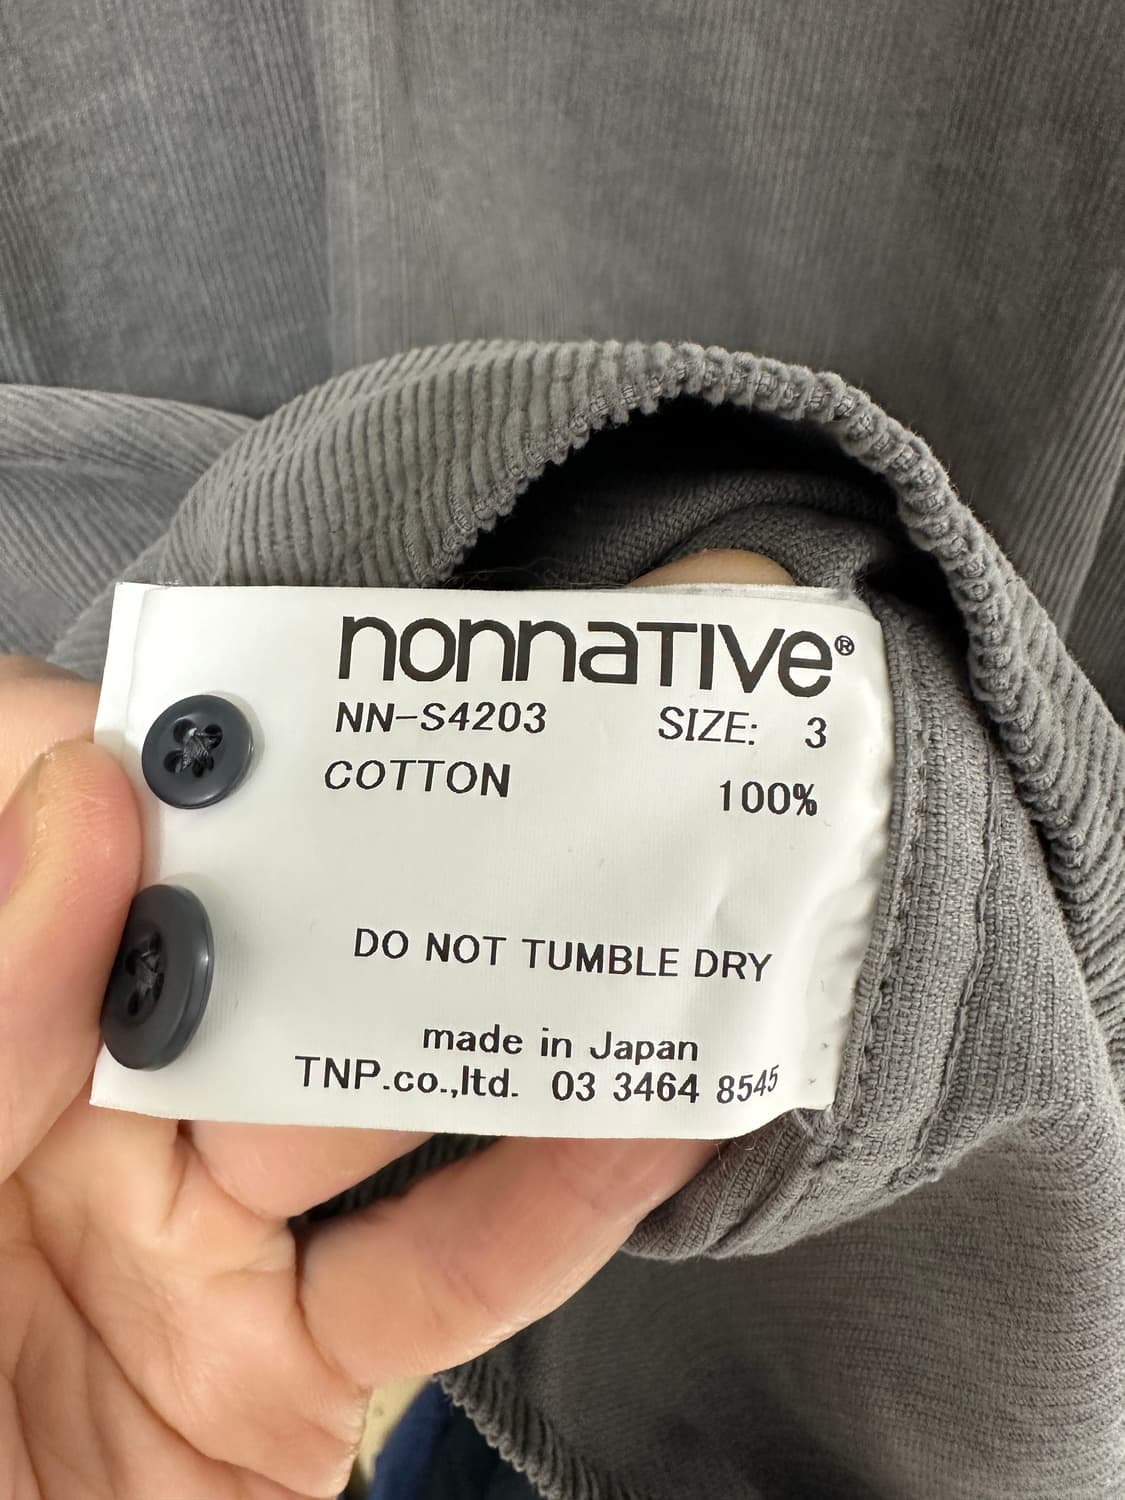 nonnaTIVe®
NN-S4203 SIZE: 3
COTTON 100%
DO NOT TUMBLE DRY
made in Japan
TNP.co.,ltd. 03 3464 8545